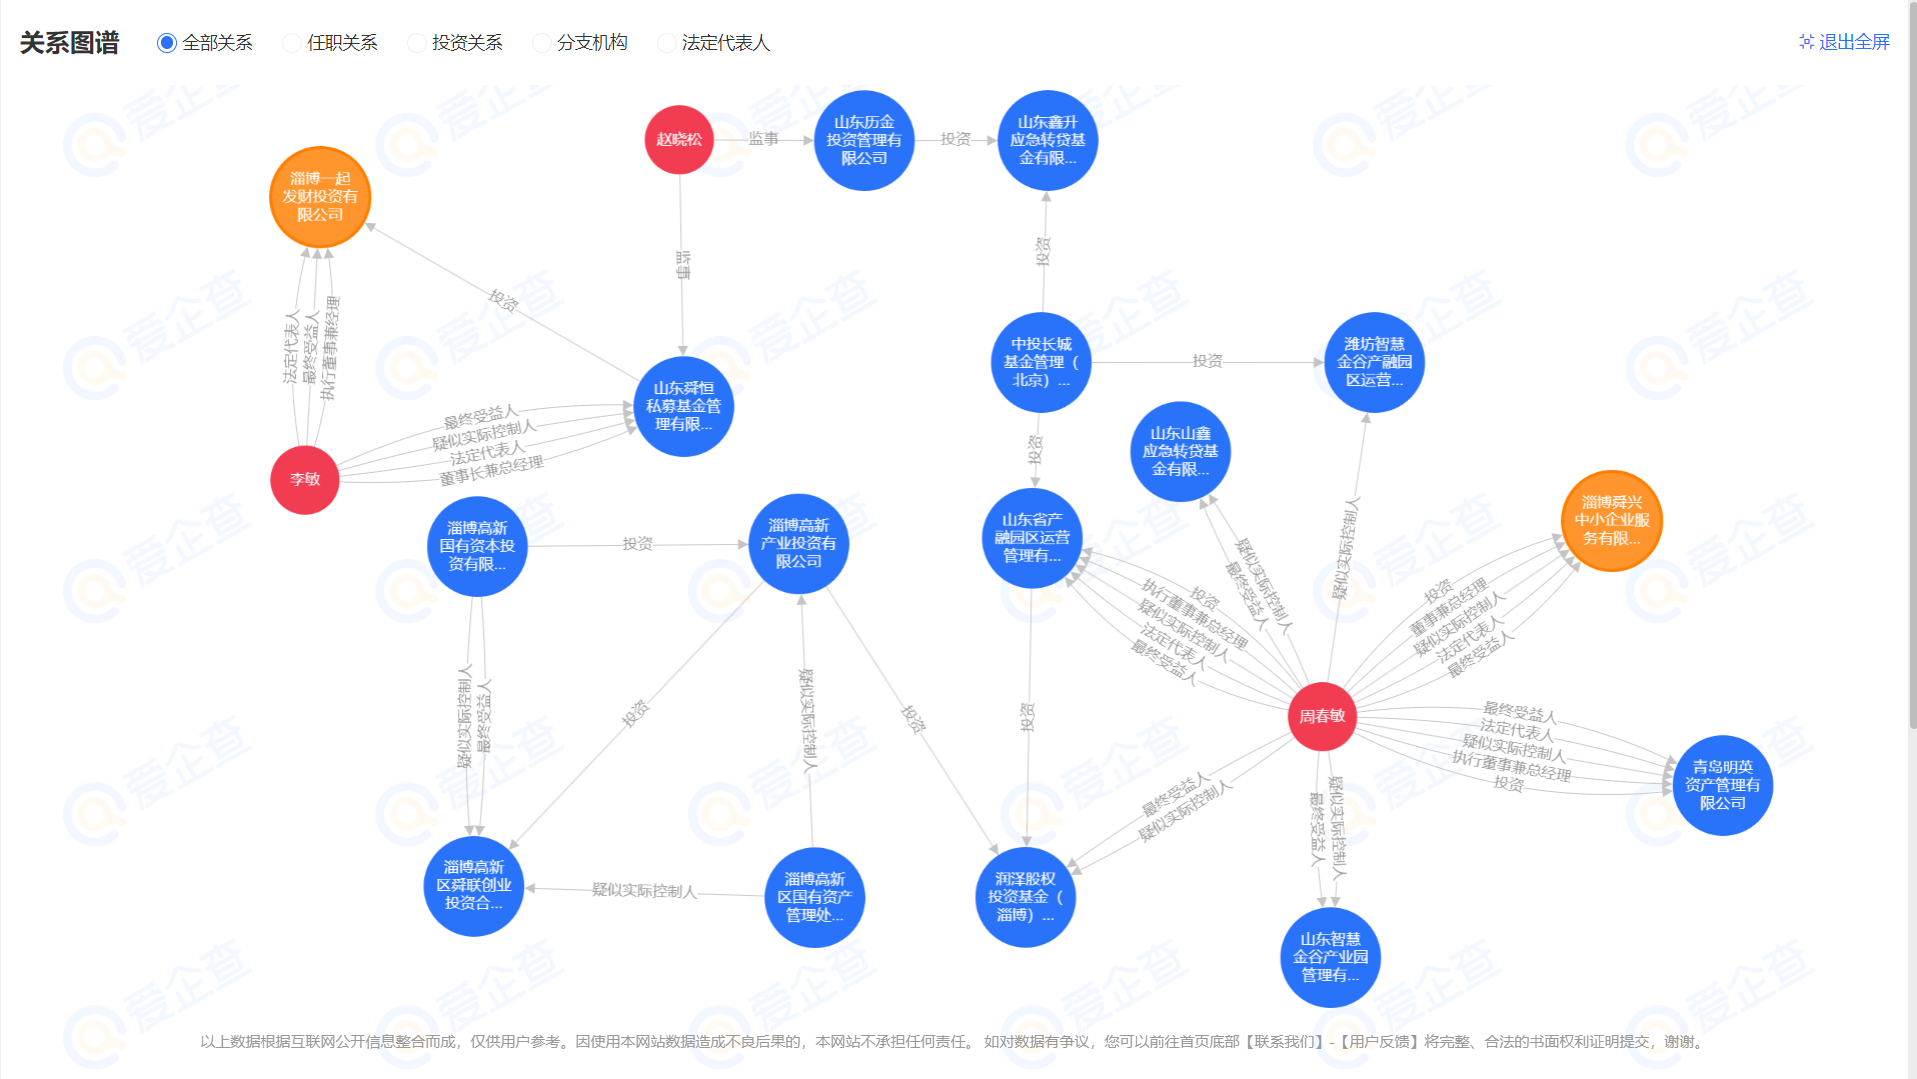 关系图谱
全部关系
任职关系
投资关系
分支机构
法定代表人
退出全屏
赵晓松
监事
山东历金
投资管理有
限公司
投资
山东鑫升
应急转贷基
金有限...
淄博一起
发财投资有
限公司
监事
投资
投资
法定代表人
最终受益人
执行董事兼经理
中投长城
基金管理（
北京）...
投资
潍坊智慧
金谷产融园
区运营...
山东舜恒
私募基金管
理有限...
最终受益人
疑似实际控制人
法定代表人
董事长兼总经理
李敏
投资
山东山鑫
应急转贷基
金有限...
淄博高新
国有资本投
资有限...
投资
淄博高新
产业投资有
限公司
山东省产
融园区运营
管理有...
疑似实际控制人
淄博舜兴
中小企业服
务有限...
疑似实际控制人
最终受益人
投资
执行董事兼总经理
疑似实际控制人
法定代表人
最终受益人
投资
董事兼总经理
疑似实际控制人
法定代表人
最终受益人
疑似实际控制人
最终受益人
投资
疑似实际控制人
投资
投资
周春敏
最终受益人
法定代表人
疑似实际控制人
执行董事兼总经理
投资
青岛明英
资产管理有
限公司
最终受益人
疑似实际控制人
疑似实际控制人
最终受益人
淄博高新
区舜联创业
投资合...
疑似实际控制人
淄博高新
区国有资产
管理处...
润泽股权
投资基金（
淄博）...
山东智慧
金谷产业园
管理有...
爱企查
以上数据根据互联网公开信息整合而成，仅供用户参考。因使用本网站数据造成不良后果的，本网站不承担任何责任。 如对数据有争议，您可以前往首页底部【联系我们】-【用户反馈】将完整、合法的书面权利证明提交，谢谢。